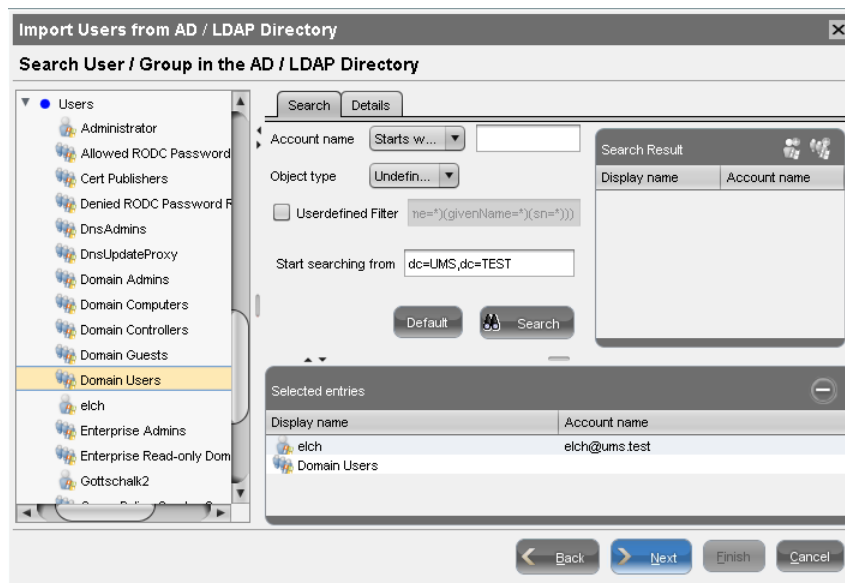 Import Users from AD / LDAP Directory
Search User / Group in the AD / LDAP Directory
Users
Administrator
Allowed RODC Password
Cert Publishers
Denied RODC Password R
DnsAdmins
DnsUpdateProxy
Domain Admins
Domain Computers
Domain Controllers
Domain Guests
Domain Users
elch
Enterprise Admins
Enterprise Read-only Dom
Gottschalk2
Search
Details
Account name
Starts w...
Object type
Undefin...
Userdefined Filter
ne=*)(givenName=*)(sn=*)))
Start searching from
dc=UMS,dc=TEST
Default
Search
Search Result
Display name
Account name
Selected entries
Display name
Account name
elch
elch@ums.test
Domain Users
Back
Next
Finish
Cancel